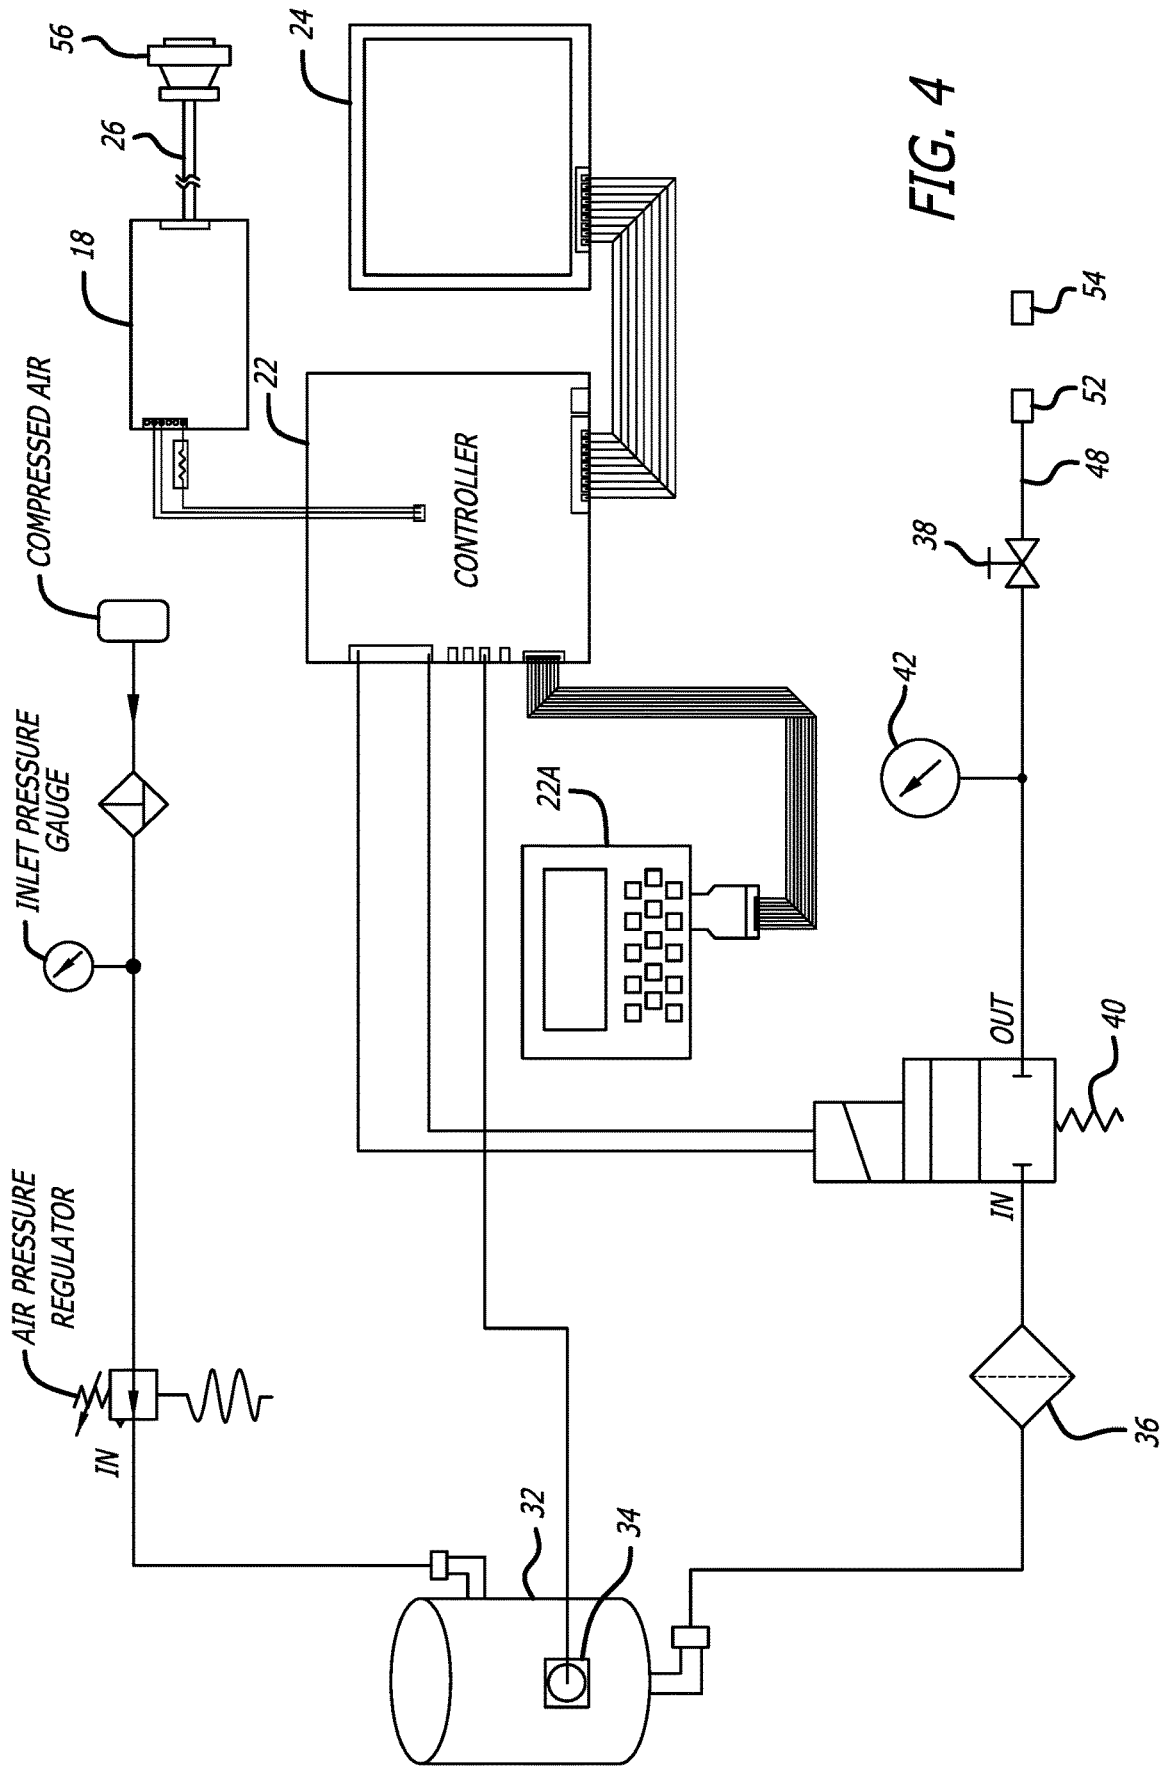 AIR PRESSURE
REGULATOR
IN
INLET PRESSURE
GAUGE
COMPRESSED AIR
18
26
56
22
24
CONTROLLER
22A
32
34
36
IN
OUT
40
42
38
48
52
54
FIG. 4